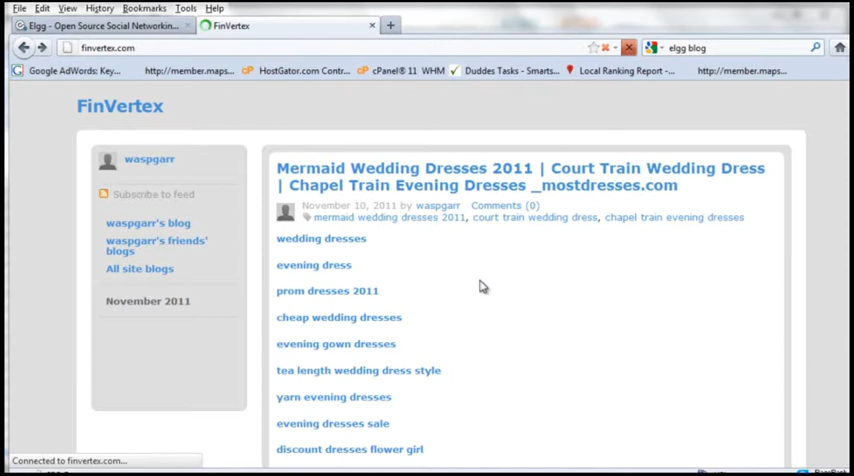 File Edit View History Bookmarks Tools Help
Elgg - Open Source Social Networkin... × FinVertex × +
finvertex.com elgg blog
Google AdWords: Key... http://member.maps... HostGator.com Contr... cPanel® 11 WHM Duddes Tasks - Smarts... Local Ranking Report -... http://member.maps...
FinVertex
waspgarr
Subscribe to feed
waspgarr's blog
waspgarr's friends'
blogs
All site blogs
November 2011
Mermaid Wedding Dresses 2011 | Court Train Wedding Dress
| Chapel Train Evening Dresses _mostdresses.com
November 10, 2011 by waspgarr Comments (0)
mermaid wedding dresses 2011, court train wedding dress, chapel train evening dresses
wedding dresses
evening dress
prom dresses 2011
cheap wedding dresses
evening gown dresses
tea length wedding dress style
yarn evening dresses
evening dresses sale
discount dresses flower girl
Connected to finvertex.com...